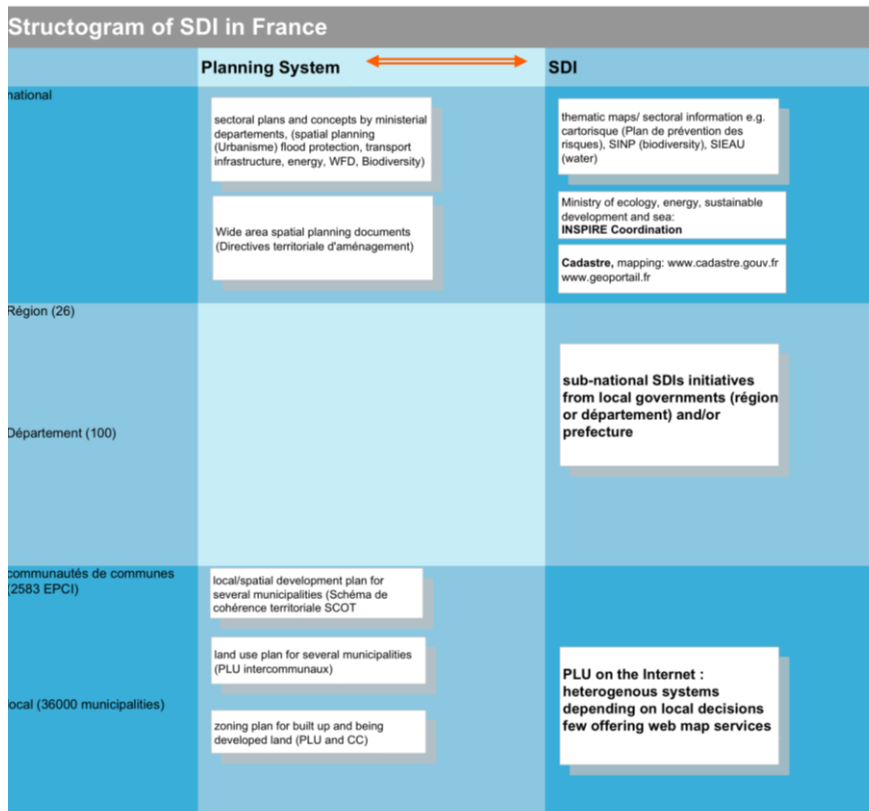 Structogram of SDI in France
Planning System
SDI
national
sectoral plans and concepts by ministerial
departements, (spatial planning
(Urbanisme) flood protection, transport
infrastructure, energy, WFD, Biodiversity)
thematic maps/ sectoral information e.g.
cartorisque (Plan de prévention des
risques), SINP (biodiversity), SIEAU
(water)
Wide area spatial planning documents
(Directives territoriale d'aménagement)
Ministry of ecology, energy, sustainable
development and sea:
INSPIRE Coordination
Cadastre, mapping: www.cadastre.gouv.fr
www.geoportail.fr
Région (26)
sub-national SDIs initiatives
from local governments (région
or département) and/or
prefecture
Département (100)
communautés de communes
(2583 EPCI)
local/spatial development plan for
several municipalities (Schéma de
cohérence territoriale SCOT
land use plan for several municipalities
(PLU intercommunaux)
PLU on the Internet :
heterogenous systems
depending on local decisions
few offering web map services
local (36000 municipalities)
zoning plan for built up and being
developed land (PLU and CC)